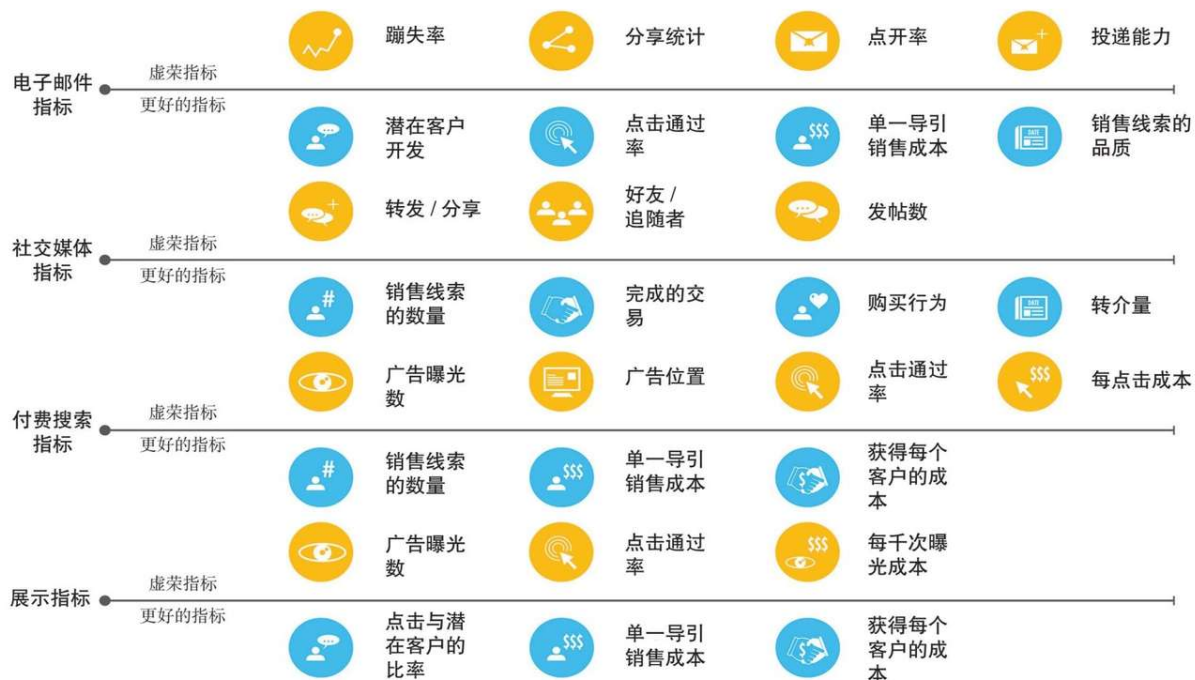 蹦失率
分享统计
点开率
投递能力
电子邮件
指标
虚荣指标
更好的指标
潜在客户
开发
点击通过
率
单一导引
销售成本
销售线索的
品质
转发 / 分享
好友 /
追随者
发帖数
社交媒体
指标
虚荣指标
更好的指标
销售线索
的数量
完成的交
易
购买行为
转介量
广告曝光
数
广告位置
点击通过
率
每点击成本
付费搜索
指标
虚荣指标
更好的指标
销售线索
的数量
单一导引
销售成本
获得每个
客户的成
本
广告曝光
数
点击通过
率
每千次曝
光成本
展示指标
虚荣指标
更好的指标
点击与潜
在客户的
比率
单一导引
销售成本
获得每个
客户的成
本